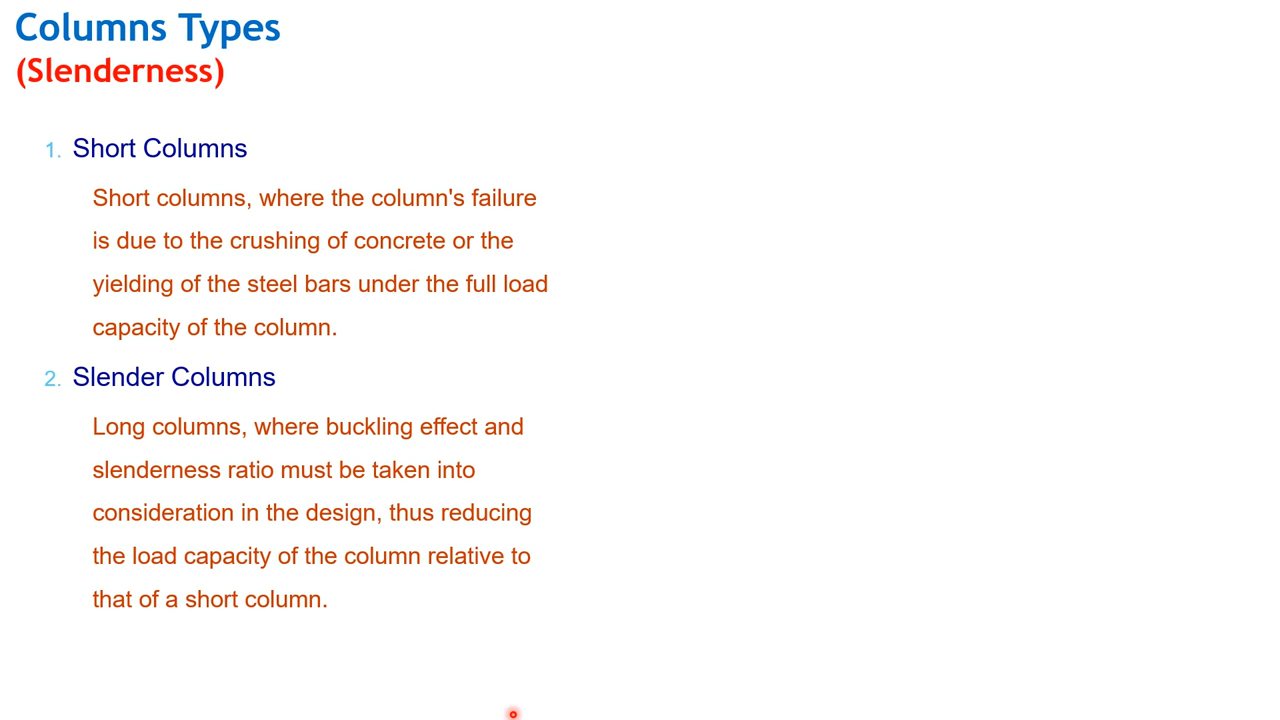 Columns Types
(Slenderness)
1. Short Columns
Short columns, where the column's failure
is due to the crushing of concrete or the
yielding of the steel bars under the full load
capacity of the column.
2. Slender Columns
Long columns, where buckling effect and
slenderness ratio must be taken into
consideration in the design, thus reducing
the load capacity of the column relative to
that of a short column.